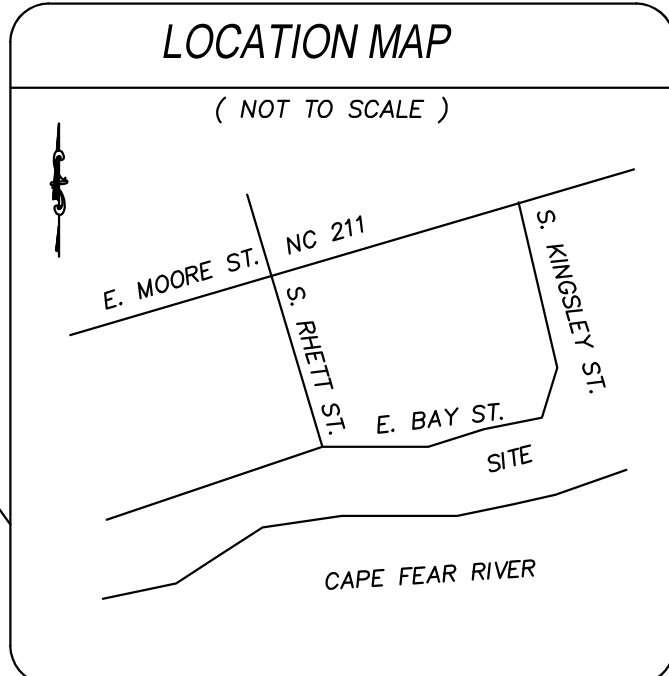 LOCATION MAP
( NOT TO SCALE )
E. MOORE ST.
NC 211
S. KINGSLEY ST.
S. RHETT ST.
E. BAY ST.
SITE
CAPE FEAR RIVER